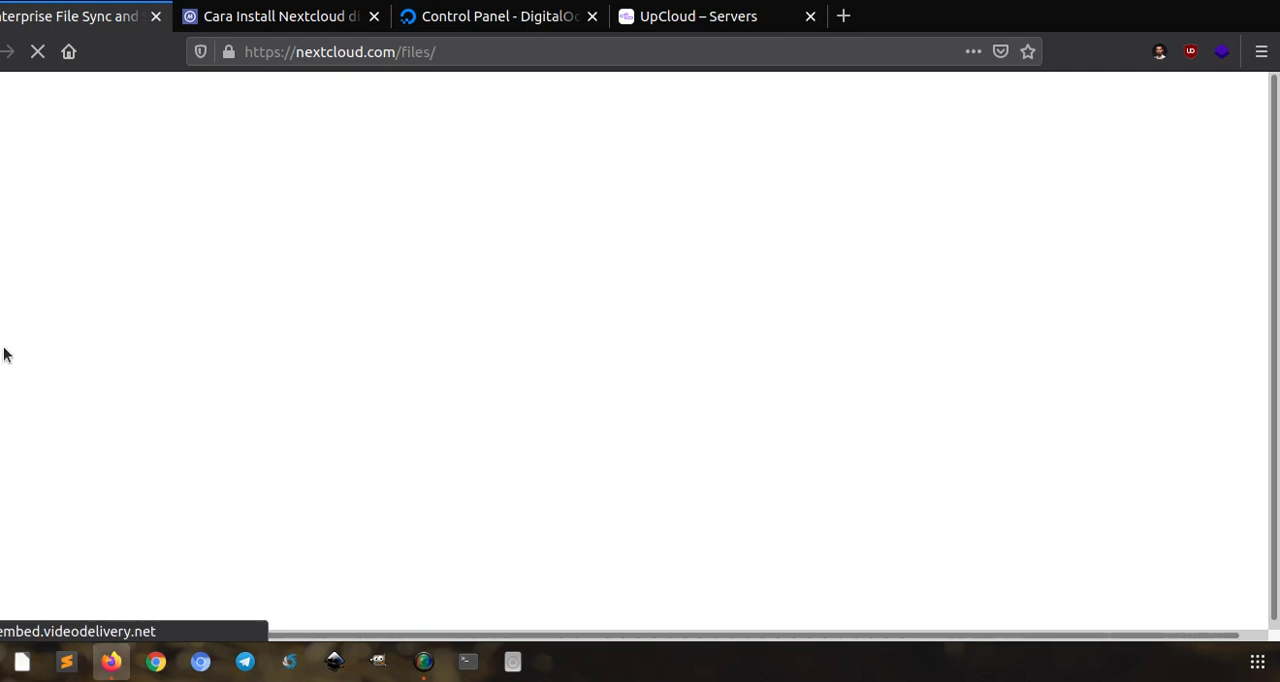 terprise File Sync and
Cara Install Nextcloud di
Control Panel - DigitalOc
UpCloud – Servers
https://nextcloud.com/files/
embed.videodelivery.net